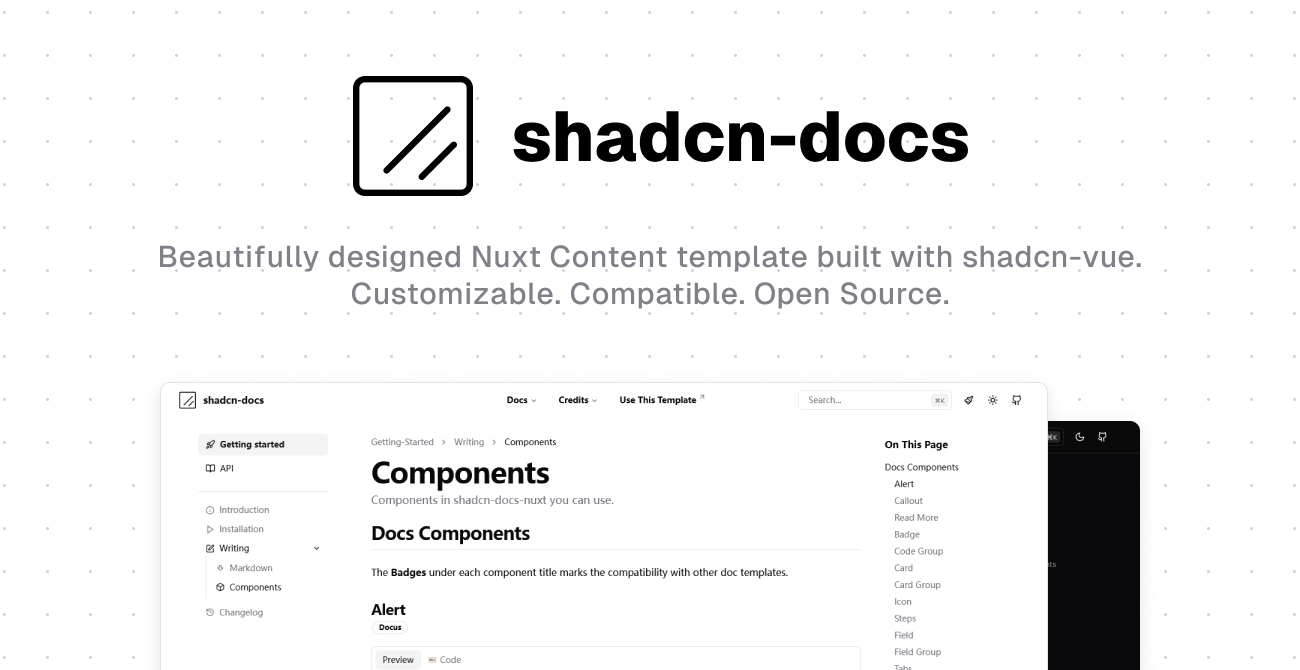 shadcn-docs
Beautifully designed Nuxt Content template built with shadcn-vue.
Customizable. Compatible. Open Source.
shadcn-docs
Docs
Credits
Use This Template
Search...
⌘K
Getting started
API
Introduction
Installation
Writing
Markdown
Components
Changelog
Getting-Started > Writing > Components
Components
Components in shadcn-docs-nuxt you can use.
Docs Components
The Badges under each component title marks the compatibility with other doc templates.
Alert
Docus
Preview
Code
On This Page
Docs Components
Alert
Callout
Read More
Badge
Code Group
Card
Card Group
Icon
Steps
Field
Field Group
Tabs